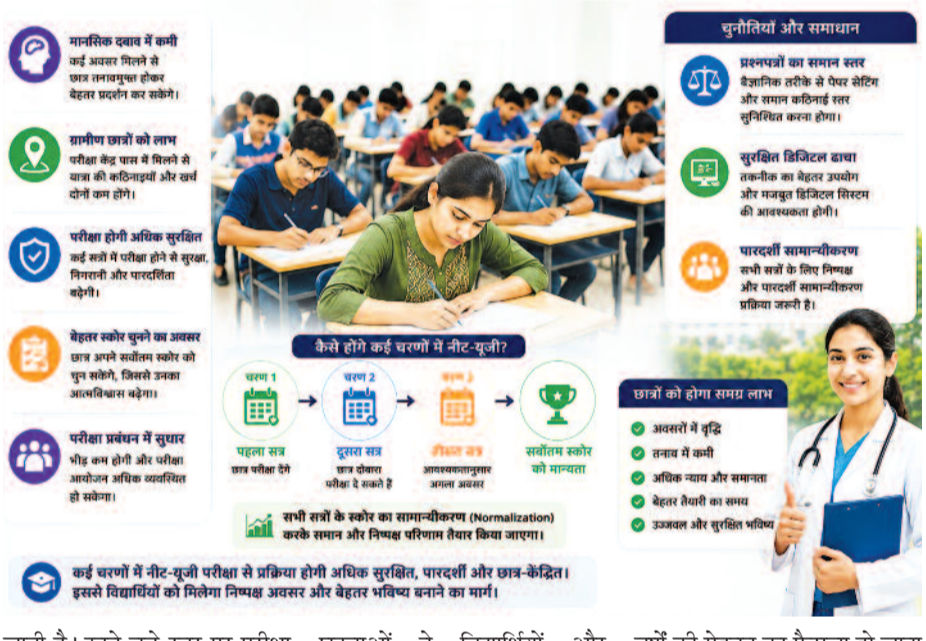 मानसिक दबाव में कमी
कई अवसर मिलने से
छात्र तनावमुक्त होकर
बेहतर प्रदर्शन कर सकेंगे।
ग्रामीण छात्रों को लाभ
परीक्षा केंद्र पास में मिलने से
यात्रा की कठिनाइयों और खर्च
दोनों कम होंगे।
परीक्षा होगी अधिक सुरक्षित
कई सत्रों में परीक्षा होने से सुरक्षा,
निगरानी और पारदर्शिता
बढ़ेगी।
बेहतर स्कोर चुनने का अवसर
छात्र अपने सर्वोतम स्कोर को
चुन सकेंगे, जिससे उनका
आत्मविश्वास बढ़ेगा।
परीक्षा प्रबंधन में सुधार
भीड़ कम होगी और परीक्षा
आयोजन अधिक व्यवस्थित
हो सकेगा।
चुनौतियाँ और समाधान
प्रश्नपत्रों का समान स्तर
वैज्ञानिक तरीके से पेपर सेटिंग
और समान कठिनाई स्तर
सुनिश्चित करना होगा।
सुरक्षित डिजिटल ढाचा
तकनीक का बेहतर उपयोग
और मजबूत डिजिटल सिस्टम
की आवश्यकता होगी।
पारदर्शी सामान्यीकरण
सभी सत्रों के लिए निष्पक्ष
और पारदर्शी सामान्यीकरण
प्रक्रिया जरूरी है।
कैसे होंगे कई चरणों में नीट-यूजी?
चरण 1
पहला सत्र
छात्र परीक्षा देंगे
चरण 2
दूसरा सत्र
छात्र दोबारा
परीक्षा दे सकते हैं
चरण
सत्र
आवश्यकतानुसार
अगला अवसर
सर्वोतम स्कोर
को मान्यता
सभी सत्रों के स्कोर का सामान्यीकरण (Normalization)
करके समान और निष्पक्ष परिणाम तैयार किया जाएगा।
छात्रों को होगा समग्र लाभ
अवसरों में वृद्धि
तनाव में कमी
अधिक न्याय और समानता
बेहतर तैयारी का समय
उज्जवल और सुरक्षित भविष्य
कई चरणों में नीट-यूजी परीक्षा से प्रक्रिया होगी अधिक सुरक्षित, पारदर्शी और छात्र-केंद्रित।
इससे विद्यार्थियों को मिलेगा निष्पक्ष अवसर और बेहतर भविष्य बनाने का मार्ग।